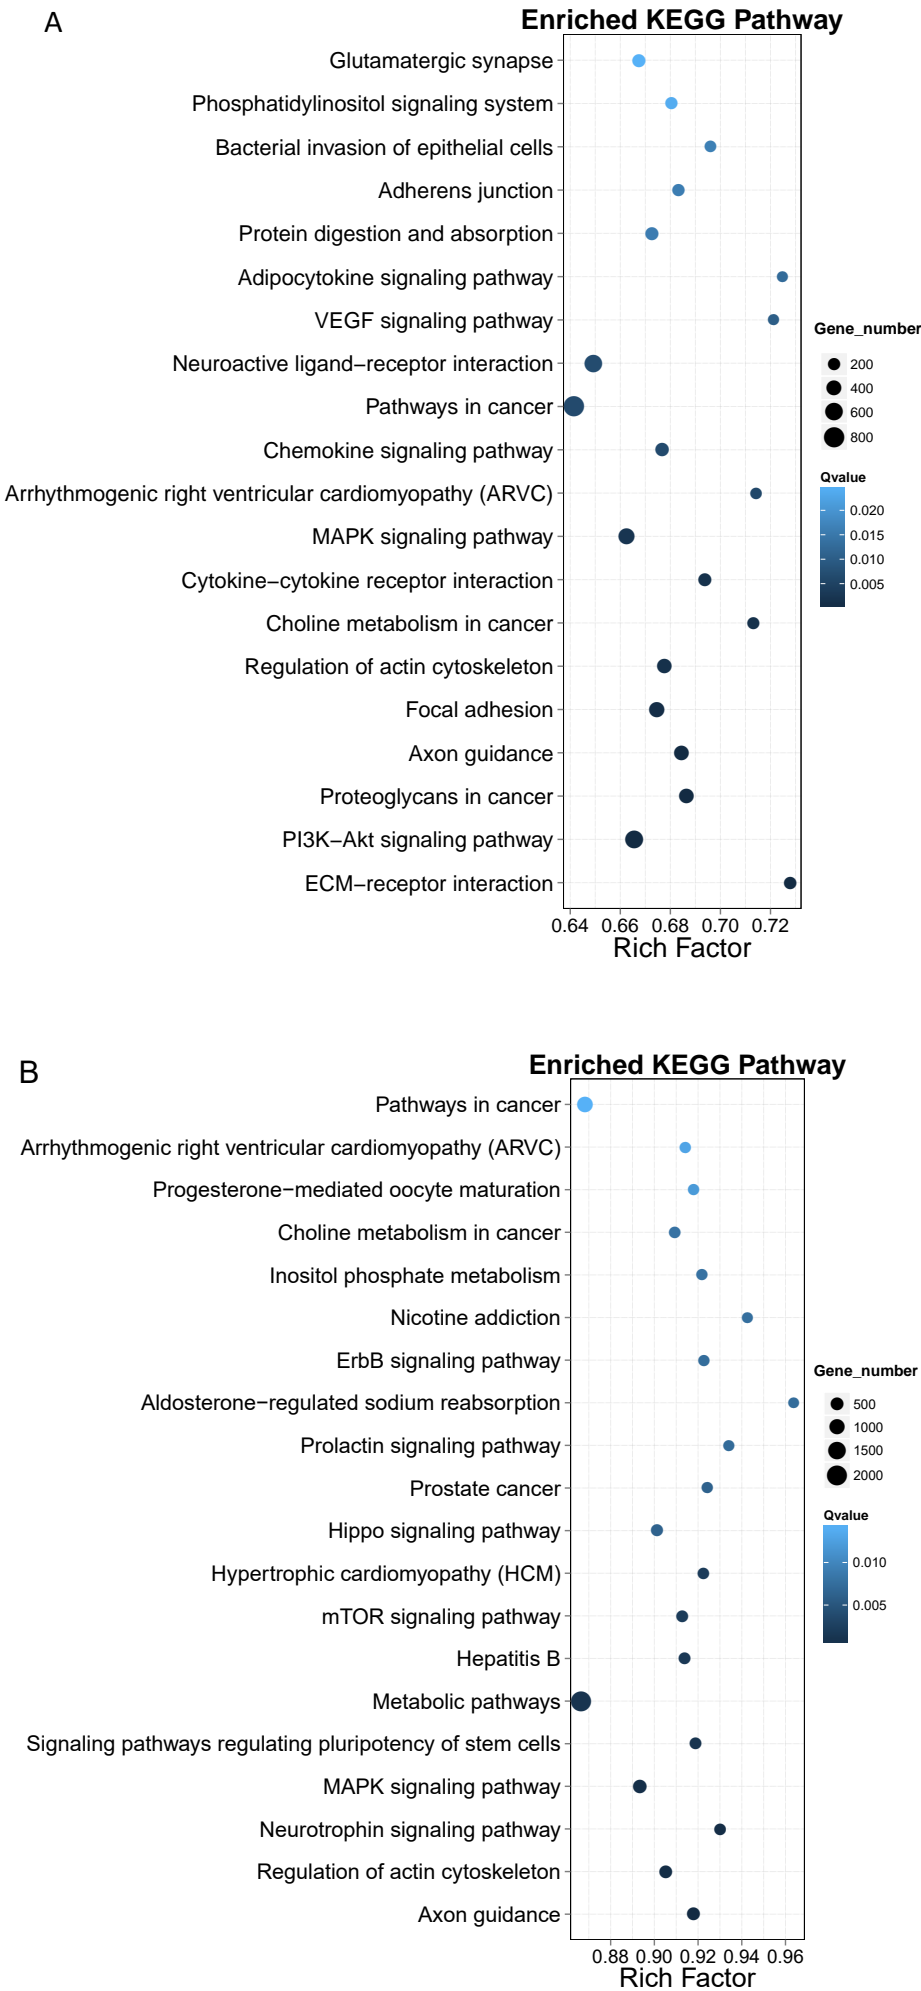 A
Enriched KEGG Pathway
Glutamatergic synapse
Phosphatidylinositol signaling system
Bacterial invasion of epithelial cells
Adherens junction
Protein digestion and absorption
Adipocytokine signaling pathway
VEGF signaling pathway
Neuroactive ligand−receptor interaction
Pathways in cancer
Chemokine signaling pathway
Arrhythmogenic right ventricular cardiomyopathy (ARVC)
MAPK signaling pathway
Cytokine−cytokine receptor interaction
Choline metabolism in cancer
Regulation of actin cytoskeleton
Focal adhesion
Axon guidance
Proteoglycans in cancer
PI3K−Akt signaling pathway
ECM−receptor interaction
0.64 0.66 0.68 0.70 0.72
Rich Factor
Gene_number
200
400
600
800
Qvalue
0.020
0.015
0.010
0.005
B
Enriched KEGG Pathway
Pathways in cancer
Arrhythmogenic right ventricular cardiomyopathy (ARVC)
Progesterone−mediated oocyte maturation
Choline metabolism in cancer
Inositol phosphate metabolism
Nicotine addiction
ErbB signaling pathway
Aldosterone−regulated sodium reabsorption
Prolactin signaling pathway
Prostate cancer
Hippo signaling pathway
Hypertrophic cardiomyopathy (HCM)
mTOR signaling pathway
Hepatitis B
Metabolic pathways
Signaling pathways regulating pluripotency of stem cells
MAPK signaling pathway
Neurotrophin signaling pathway
Regulation of actin cytoskeleton
Axon guidance
0.88 0.90 0.92 0.94 0.96
Rich Factor
Gene_number
500
1000
1500
2000
Qvalue
0.010
0.005